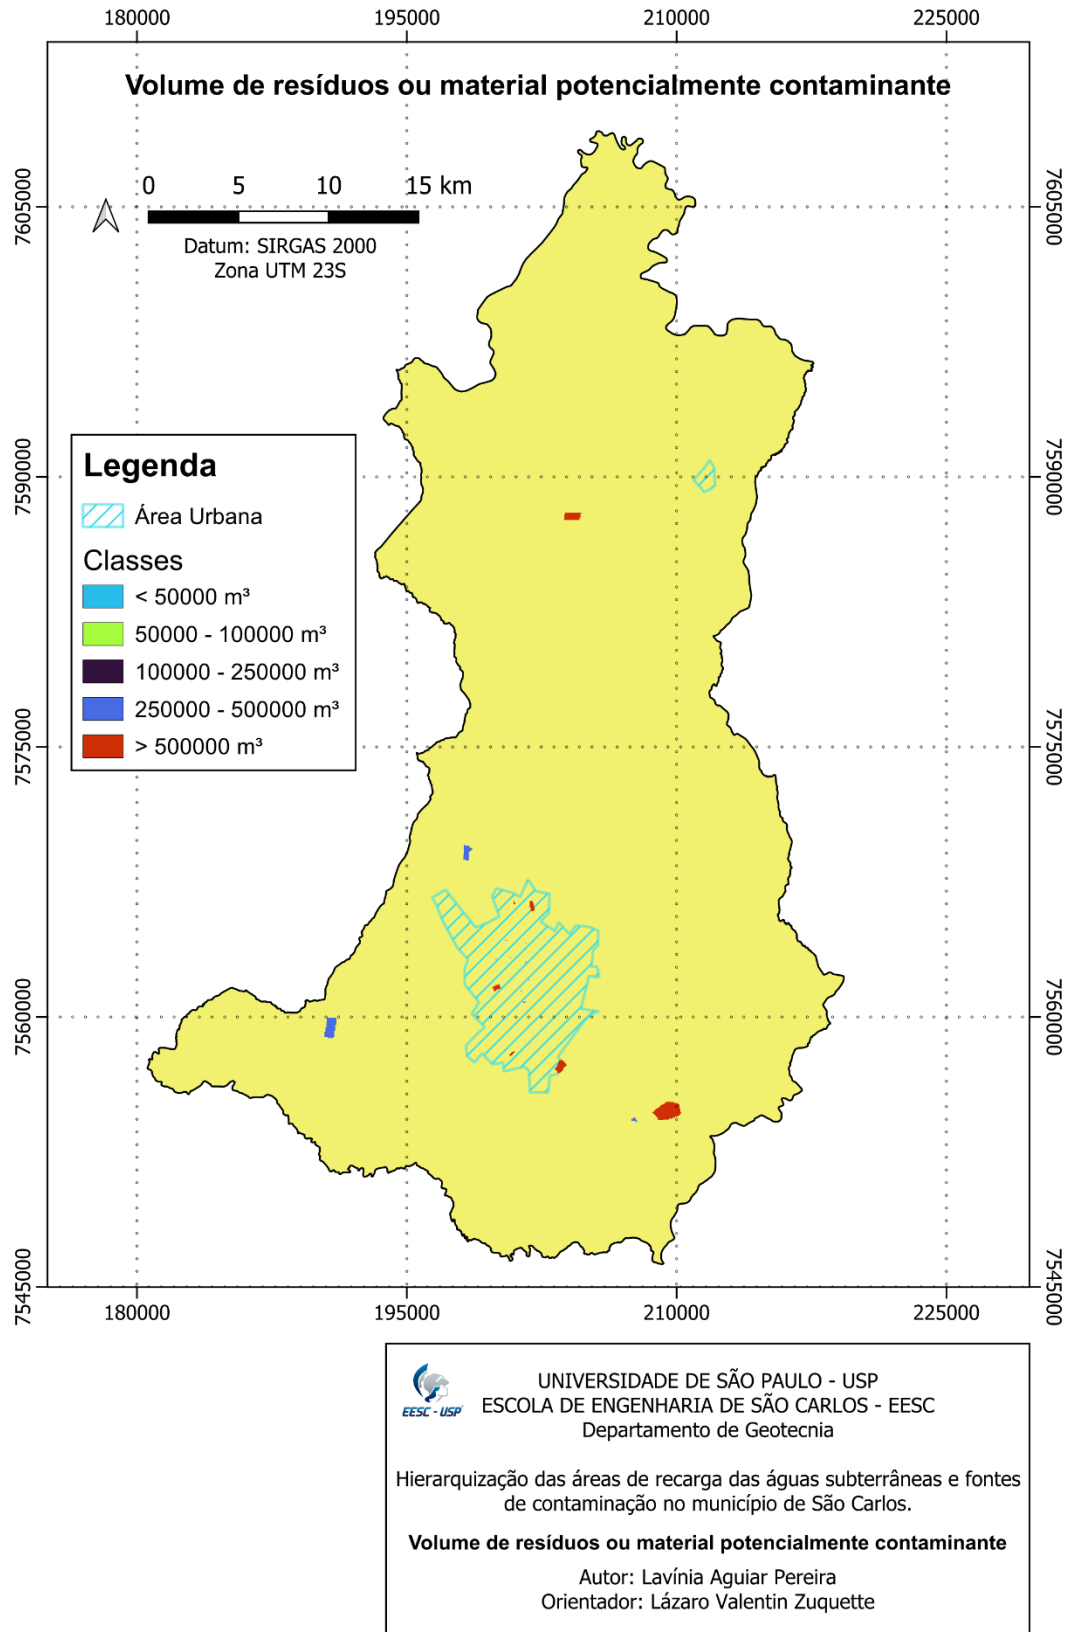 180000
195000
210000
225000
Volume de resíduos ou material potencialmente contaminante
0 5 10 15 km
Datum: SIRGAS 2000
Zona UTM 23S
7605000
7605000
7590000
7590000
7575000
7575000
7560000
7560000
7545000
7545000
Legenda
Área Urbana
Classes
< 50000 m³
50000 - 100000 m³
100000 - 250000 m³
250000 - 500000 m³
> 500000 m³
180000
195000
210000
225000
EESC - USP
UNIVERSIDADE DE SÃO PAULO - USP
ESCOLA DE ENGENHARIA DE SÃO CARLOS - EESC
Departamento de Geotecnia
Hierarquização das áreas de recarga das águas subterrâneas e fontes
de contaminação no município de São Carlos.
Volume de resíduos ou material potencialmente contaminante
Autor: Lavínia Aguiar Pereira
Orientador: Lázaro Valentin Zuquette